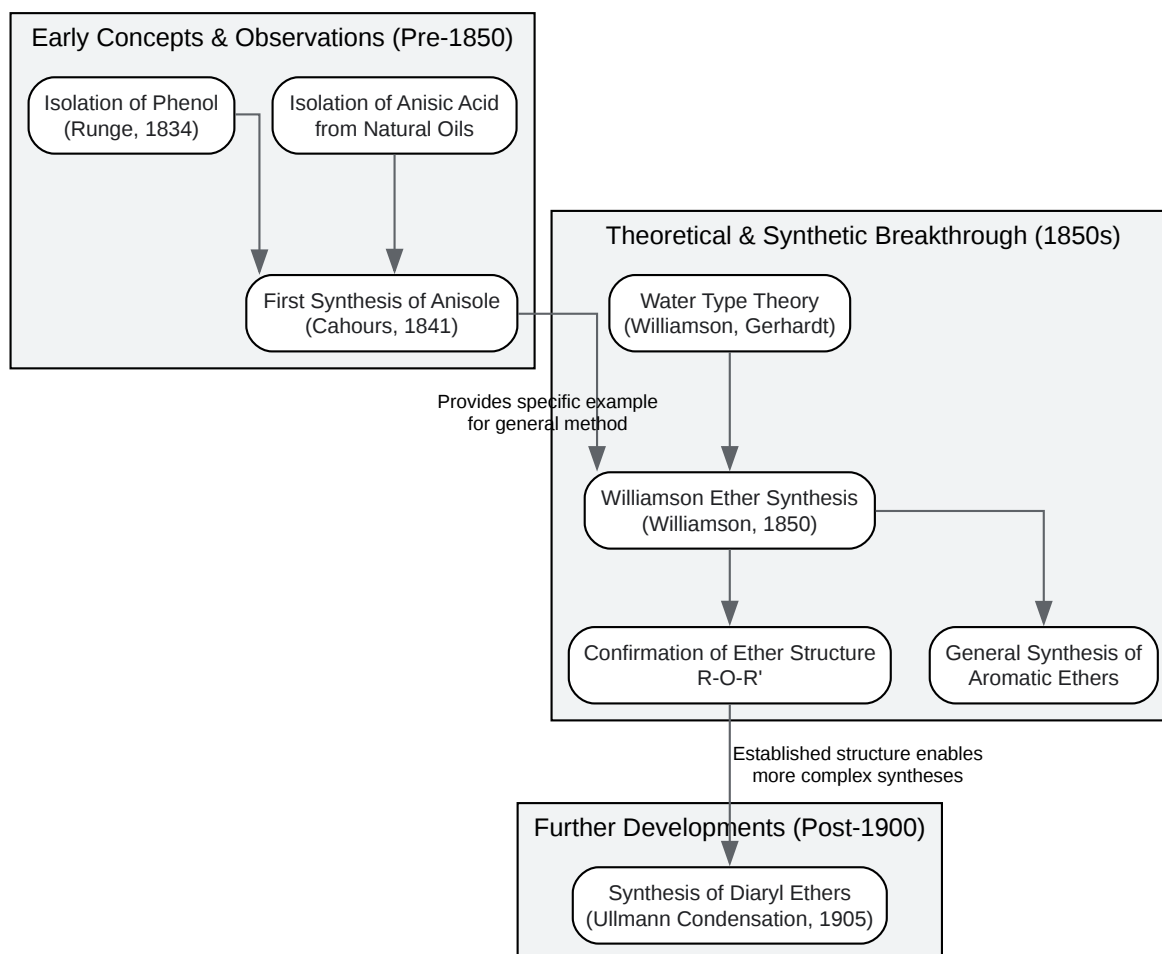 Early Concepts & Observations (Pre-1850)
Isolation of Phenol
(Runge, 1834)
Isolation of Anisic Acid
from Natural Oils
First Synthesis of Anisole
(Cahours, 1841)
Provides specific example
for general method
Theoretical & Synthetic Breakthrough (1850s)
Water Type Theory
(Williamson, Gerhardt)
Williamson Ether Synthesis
(Williamson, 1850)
Confirmation of Ether Structure
R-O-R'
General Synthesis of
Aromatic Ethers
Established structure enables
more complex syntheses
Further Developments (Post-1900)
Synthesis of Diaryl Ethers
(Ullmann Condensation, 1905)